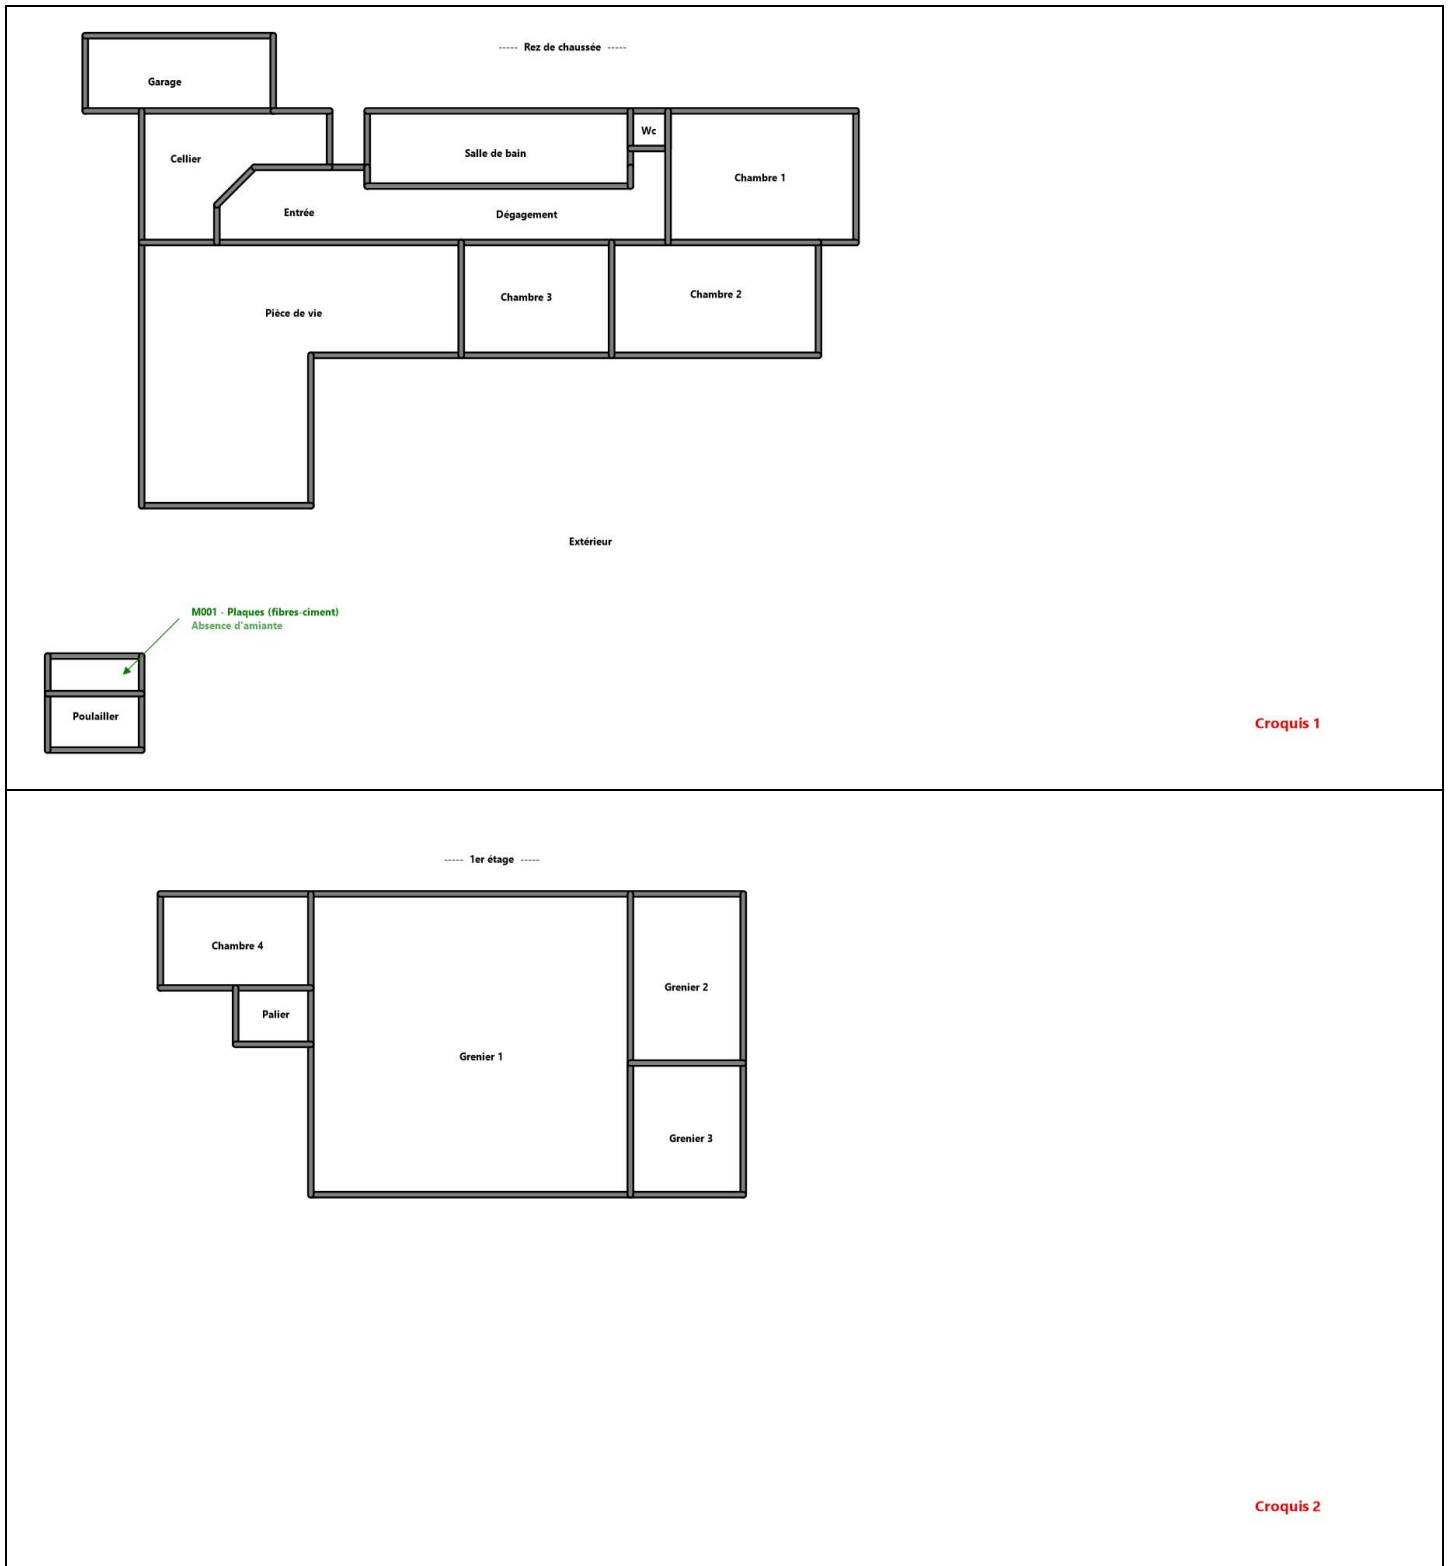 ----- Rez de chaussée -----
Garage
Wc
Salle de bain
Cellier
Chambre 1
Entrée
Dégagement
Chambre 2
Chambre 3
Pièce de vie
Extérieur
M001 - Plaques (fibres-ciment)
Absence d'amiante
Poulailler
Croquis 1
----- 1er étage -----
Chambre 4
Grenier 2
Palier
Grenier 1
Grenier 3
Croquis 2